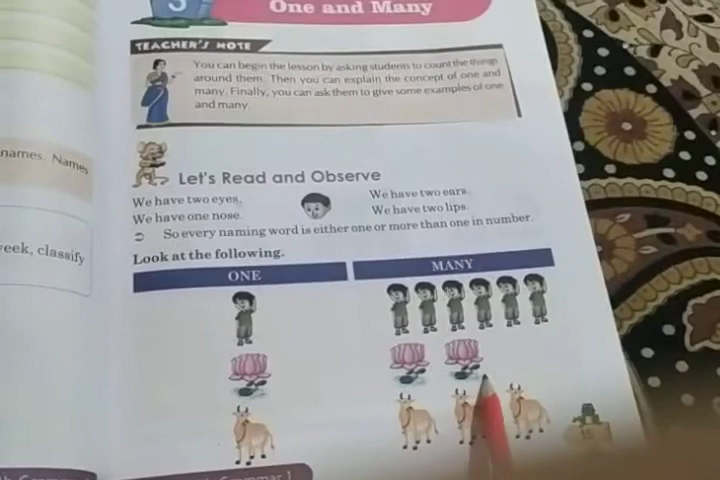 3
One and Many
TEACHER'S NOTE
You can begin the lesson by asking students to count the things
around them. Then you can explain the concept of one and
many. Finally, you can ask them to give some examples of one
and many
names. Names
eek, classify
Let's Read and Observe
We have two eyes.
We have one nose.
We have two ears.
We have two lips.
So every naming word is either one or more than one in number.
Look at the following.
ONE
MANY
15